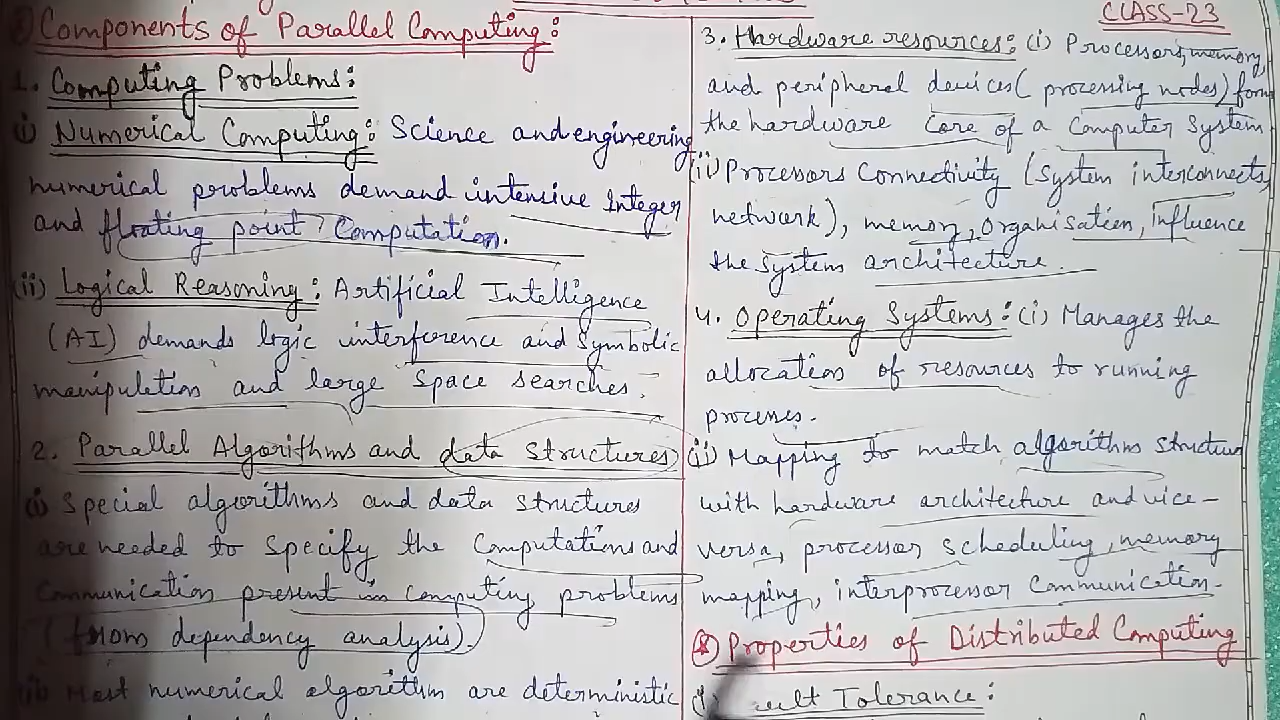 Components of Parallel Computing:
1. Computing Problems:
i) Numerical Computing: Science and engineering
numerical problems demand intensive Integer
and floating point Computation.
(ii) Logical Reasoning: Artificial Intelligence
(AI) demands logic interference and Symbolic
manipulation and large Space searches.
2. Parallel Algorithms and data Structures
(i) Special algorithms and data structures
are needed to specify the Computations and
Communication present in computing problems
(from dependency analysis).
(ii) Most numerical algorithm are deterministic
CLASS-23
3. Hardware resources: (i) Processors, memory,
and peripheral devices (processing nodes) form
the hardware Core of a Computer System
(ii) Processors Connectivity (System interconnects,
network), memory, Organisation, Influence
the System architecture.
4. Operating Systems: (i) Manages the
allocation of resources to running
processes.
(ii) Mapping to match algorithm structure
with hardware architecture and vice-
versa, processor scheduling, memory
mapping, interprocessor Communication.
Properties of Distributed Computing
Tolerance: